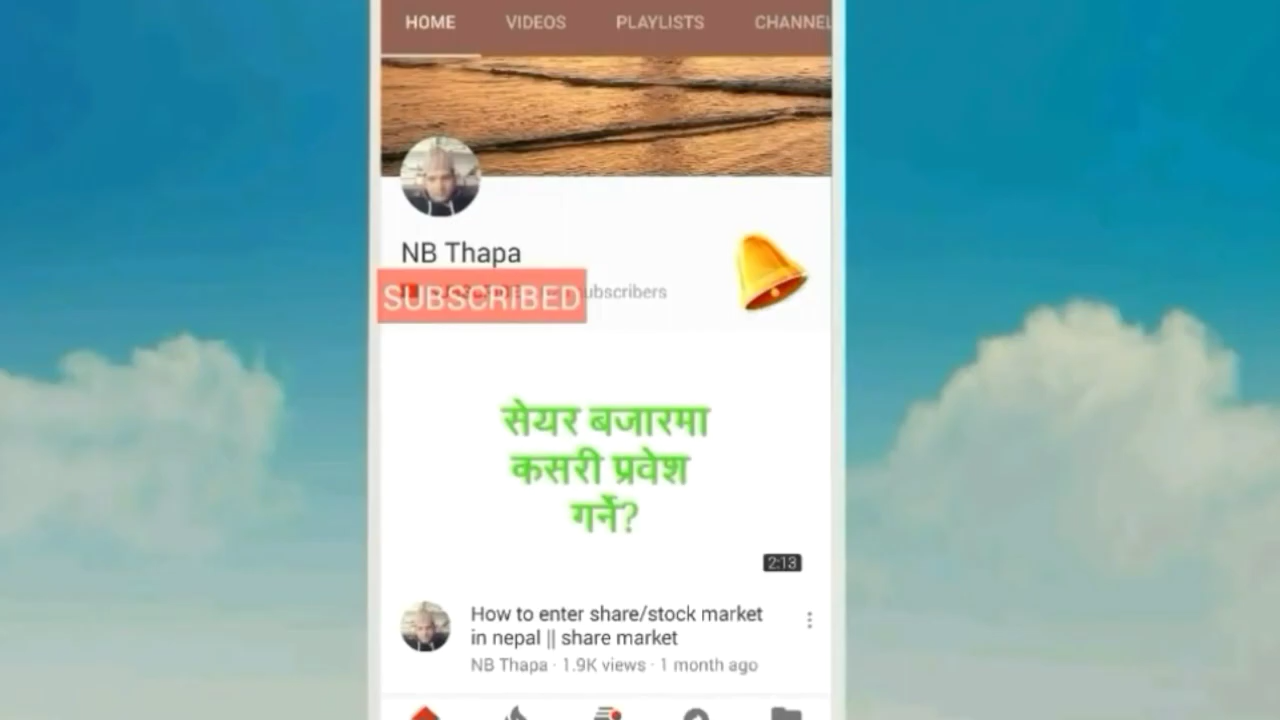 HOME VIDEOS PLAYLISTS CHANNEL
NB Thapa
SUBSCRIBED ubscribers
सेयर बजारमा
कसरी प्रवेश
गर्ने?
2:13
How to enter share/stock market
in nepal || share market
NB Thapa · 1.9K views · 1 month ago